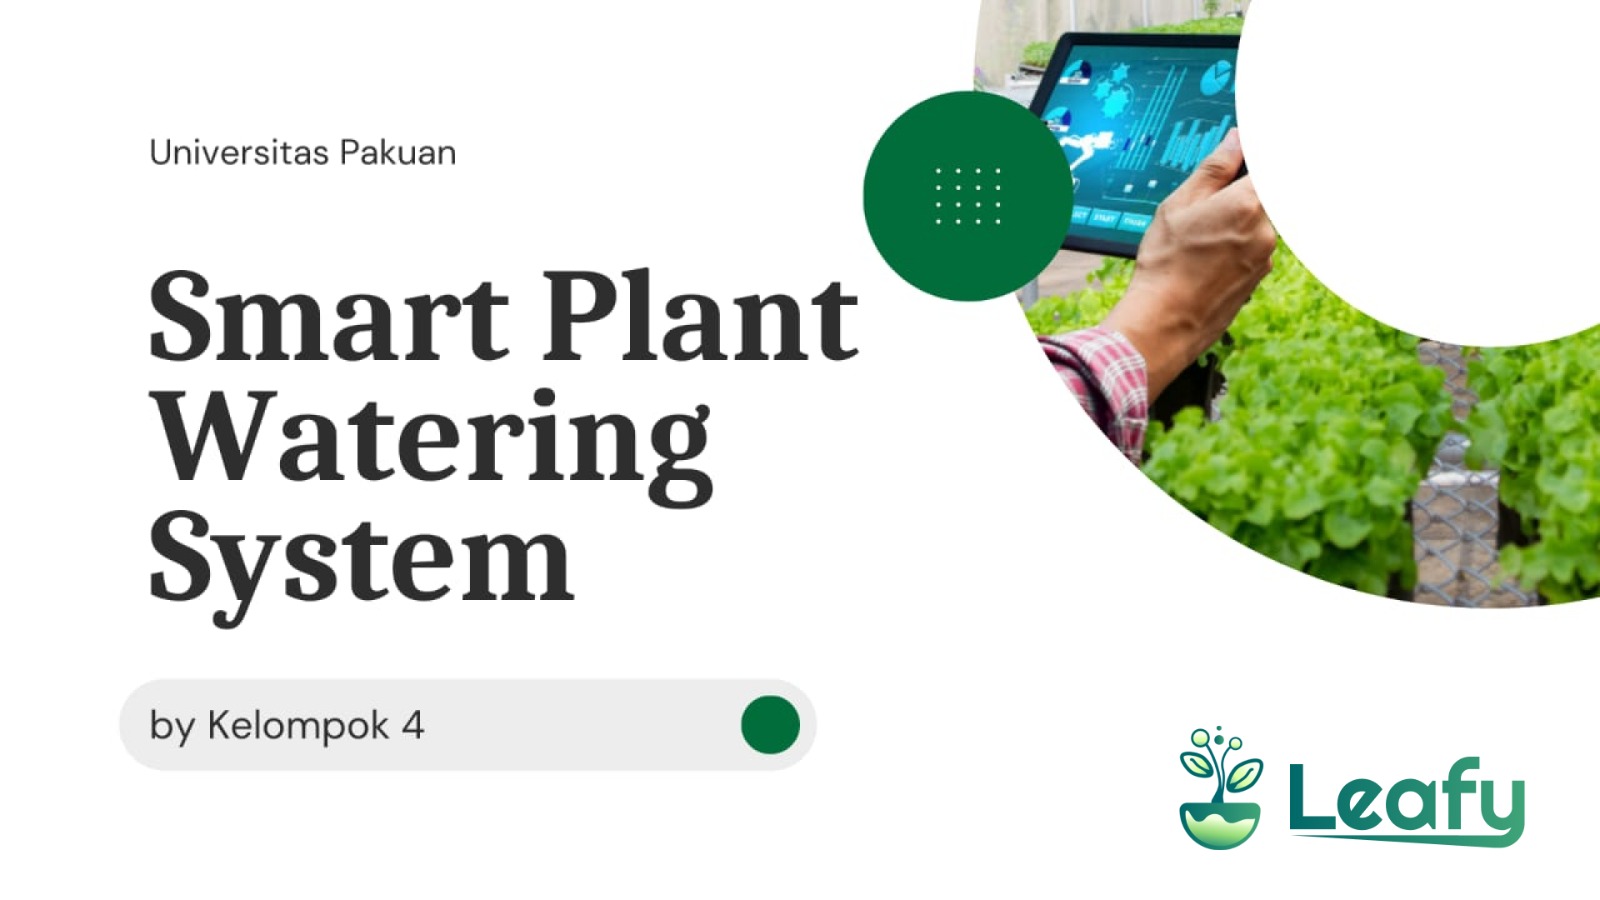 Universitas Pakuan
Smart Plant
Watering
System
by Kelompok 4
Leafy